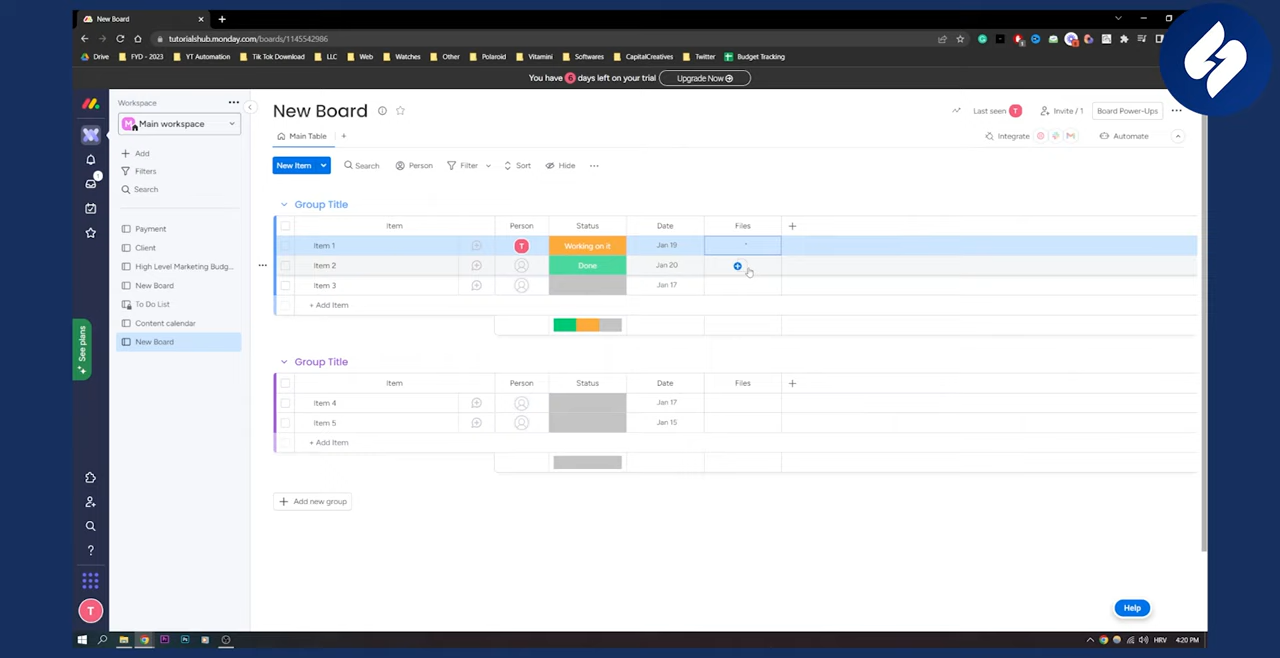 New Board
tutorialshub.monday.com/boards/1145542986
Drive FYD - 2023 YT Automation Tik Tok Download LLC Web Watches Other Polaroid Vitamini Softwares CapitalCreatives Twitter Budget Tracking
You have 6 days left on your trial Upgrade Now
Workspace
M Main workspace
Add
Filters
Search
Payment
Client
High Level Marketing Budg...
New Board
To Do List
Content calendar
New Board
See plans
1
T
New Board
Last seen T Invite / 1 Board Power-Ups
Main Table +
Integrate Automate
New Item Search Person Filter Sort Hide
Group Title
Item Person Status Date Files
Item 1 T Working on it Jan 19 -
Item 2 Done Jan 20
Item 3 Jan 17
+ Add Item
Group Title
Item Person Status Date Files
Item 4 Jan 17
Item 5 Jan 15
+ Add Item
+ Add new group
Help
HRV 4:20 PM